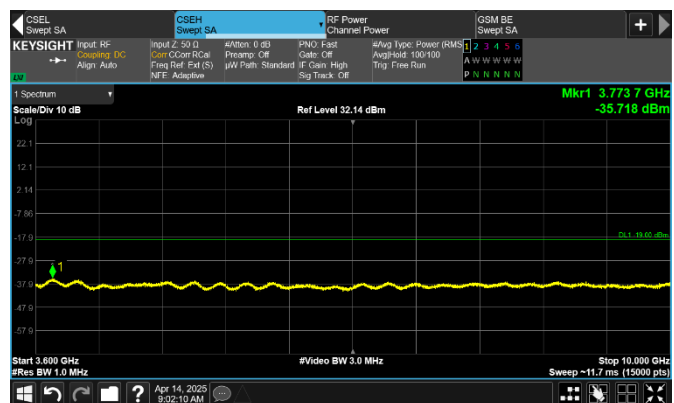 CSEL
Swept SA
CSEH
Swept SA
RF Power
Channel Power
GSM BE
Swept SA
+
KEYSIGHT
LXI
Input: RF
Coupling: DC
Align: Auto
Input Z: 50 Ω
Corr CCorr RCal
Freq Ref: Ext (S)
NFE: Adaptive
#Atten: 0 dB
Preamp: Off
µW Path: Standard
PNO: Fast
Gate: Off
IF Gain: High
Sig Track: Off
#Avg Type: Power (RMS)
Avg|Hold: 100/100
Trig: Free Run
1 2 3 4 5 6
A W W W W W
P N N N N N
1 Spectrum
Scale/Div 10 dB
Ref Level 32.14 dBm
Mkr1 3.773 7 GHz
-35.718 dBm
Log
22.1
12.1
2.14
-7.86
-17.9
DL1 -19.00 dBm
-27.9
1
-37.9
-47.9
-57.9
Start 3.600 GHz
#Res BW 1.0 MHz
#Video BW 3.0 MHz
Stop 10.000 GHz
Sweep ~11.7 ms (15000 pts)
?
Apr 14, 2025
9:02:10 AM